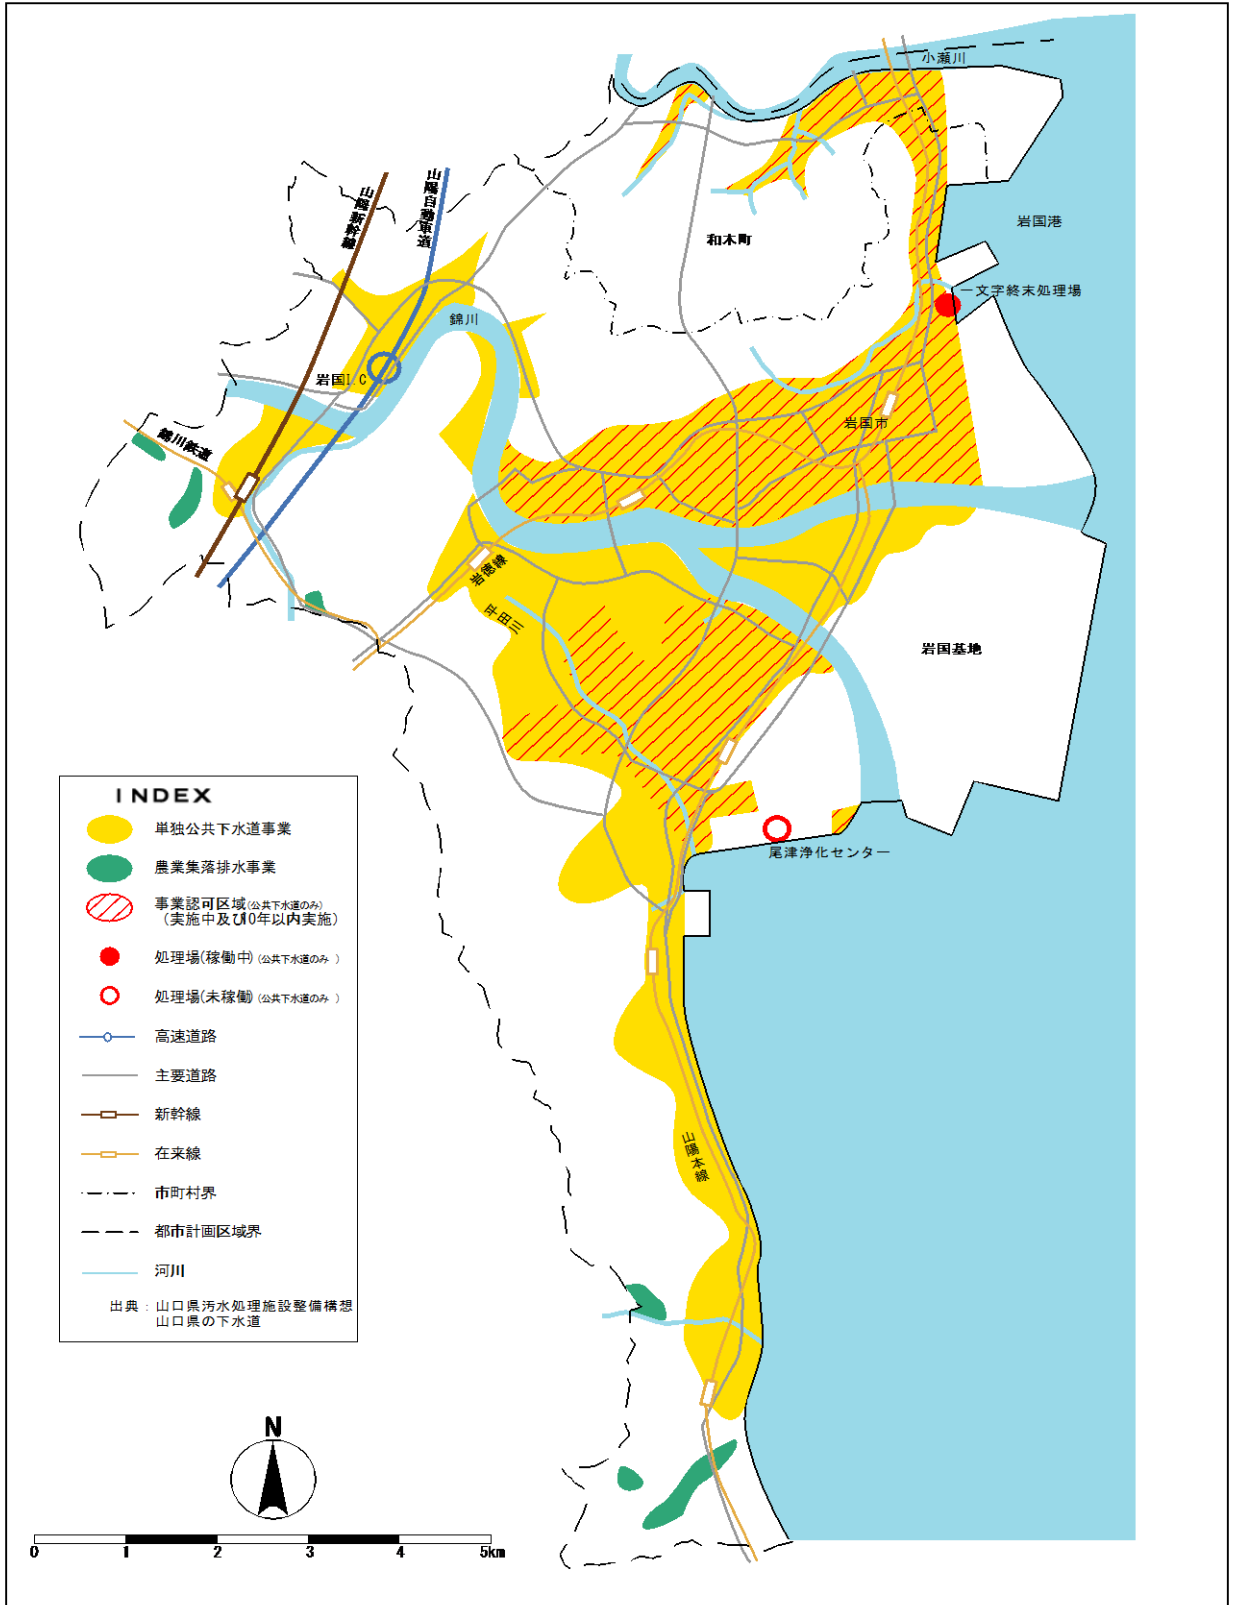 小瀬川
岩国港
山陽新幹線
山陽自動車道
和木町
一文字終末処理場
錦川
岩国I.C
岩国市
錦川鉄道
岩徳線
平田川
岩国基地
尾津浄化センター
山陽本線
INDEX
単独公共下水道事業
農業集落排水事業
事業認可区域(公共下水道のみ)
(実施中及び10年以内実施)
処理場(稼働中)(公共下水道のみ )
処理場(未稼働)(公共下水道のみ )
高速道路
主要道路
新幹線
在来線
市町村界
都市計画区域界
河川
出典 : 山口県汚水処理施設整備構想
山口県の下水道
N
0 1 2 3 4 5km